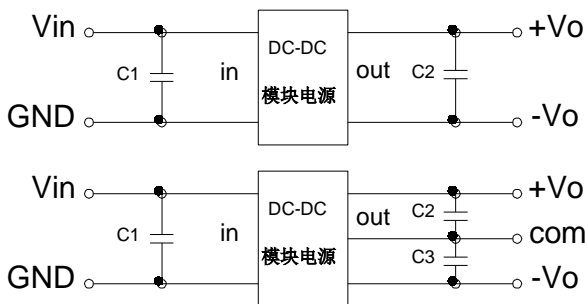 Vin
DC-DC
+Vo
C1
in
out
C2
模块电源
GND
-Vo
Vin
DC-DC
+Vo
C1
in
out
C2
com
模块电源
C3
GND
-Vo